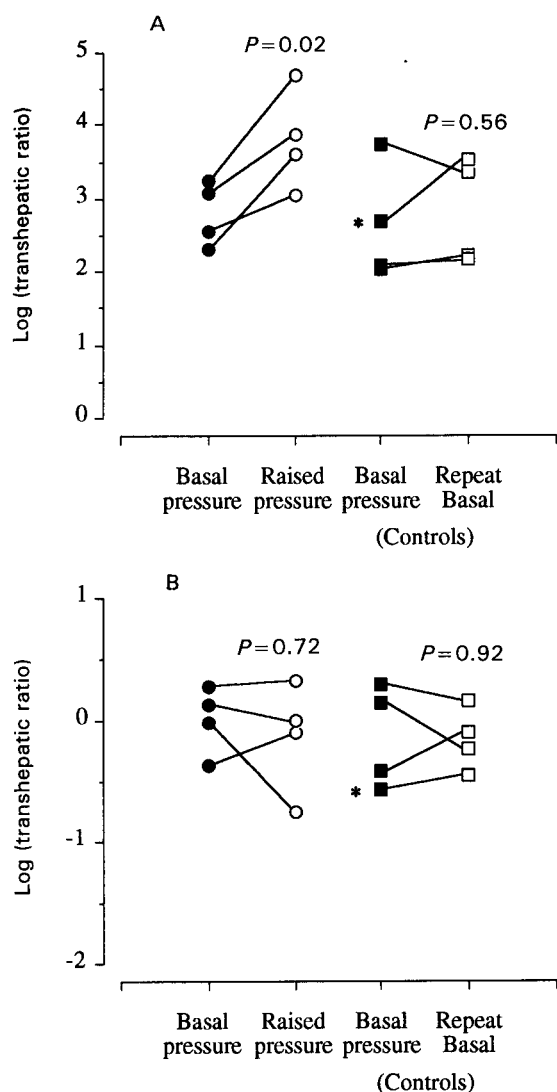 A
P=0.02
P=0.56
5
4
3
2
1
0
Log (transhepatic ratio)
*
Basal pressure
Raised pressure
Basal pressure
Repeat Basal
(Controls)
B
P=0.72
P=0.92
1
0
-1
-2
Log (transhepatic ratio)
*
Basal pressure
Raised pressure
Basal pressure
Repeat Basal
(Controls)